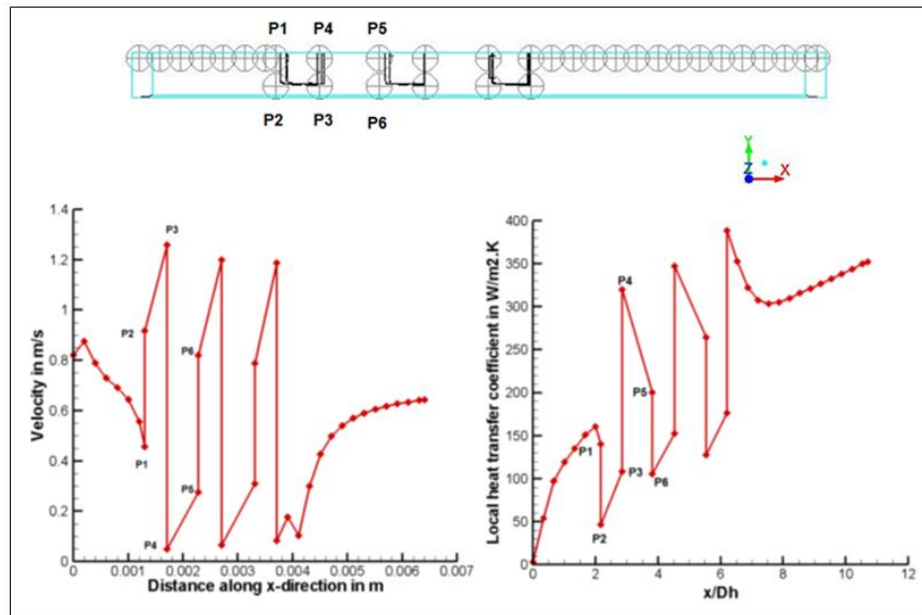 P1 P4 P5
P2 P3 P6
Y
Z X
1.4
1.2
1
0.8
0.6
0.4
0.2
0
Velocity in m/s
P3
P2
P6
P1
P5
P4
0 0.001 0.002 0.003 0.004 0.005 0.006 0.007
Distance along x-direction in m
400
350
300
250
200
150
100
50
0
Local heat transfer coefficient in W/m2.K
P4
P5
P1
P3
P6
P2
0 2 4 6 8 10 12
x/Dh